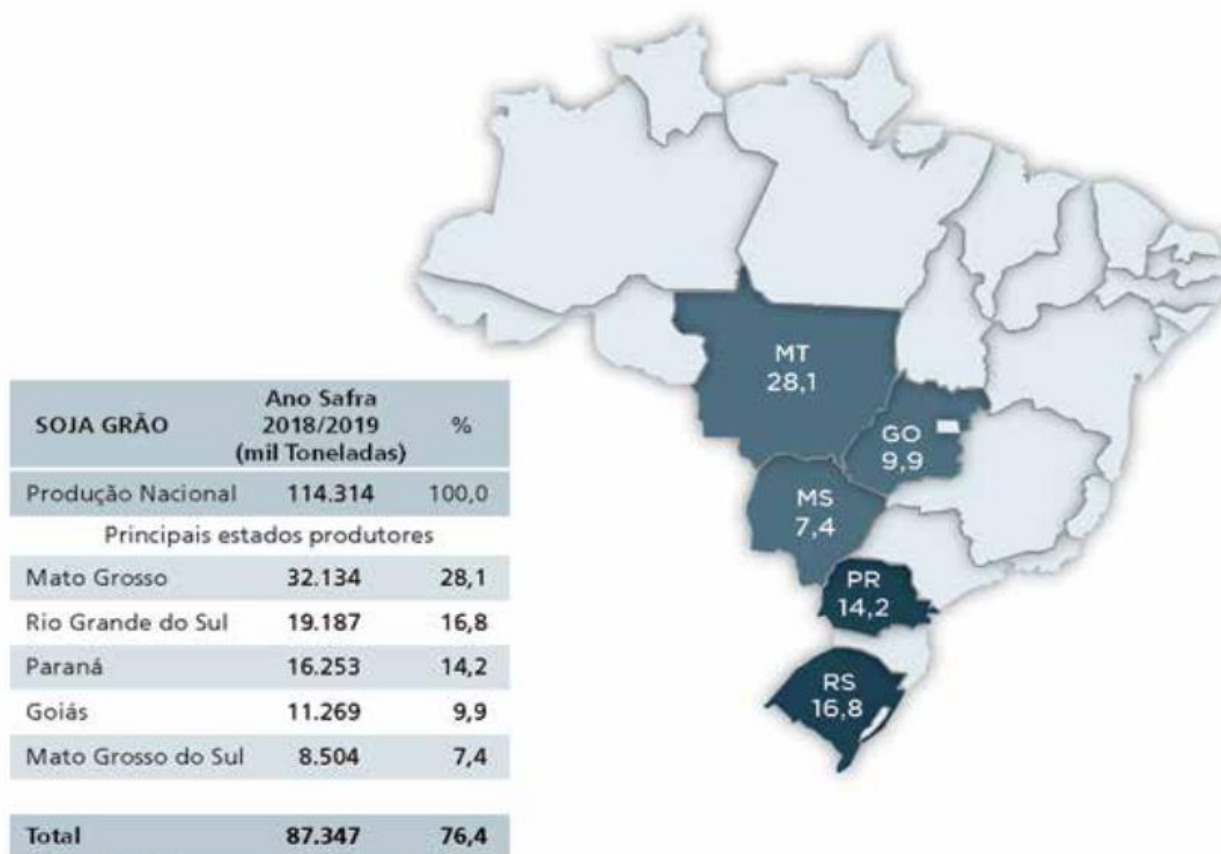 SOJA GRÃO Ano Safra 2018/2019 (mil Toneladas) %
Produção Nacional 114.314 100,0
Principais estados produtores
Mato Grosso 32.134 28,1
Rio Grande do Sul 19.187 16,8
Paraná 16.253 14,2
Goiás 11.269 9,9
Mato Grosso do Sul 8.504 7,4
Total 87.347 76,4
MT
28,1
GO
9,9
MS
7,4
PR
14,2
RS
16,8